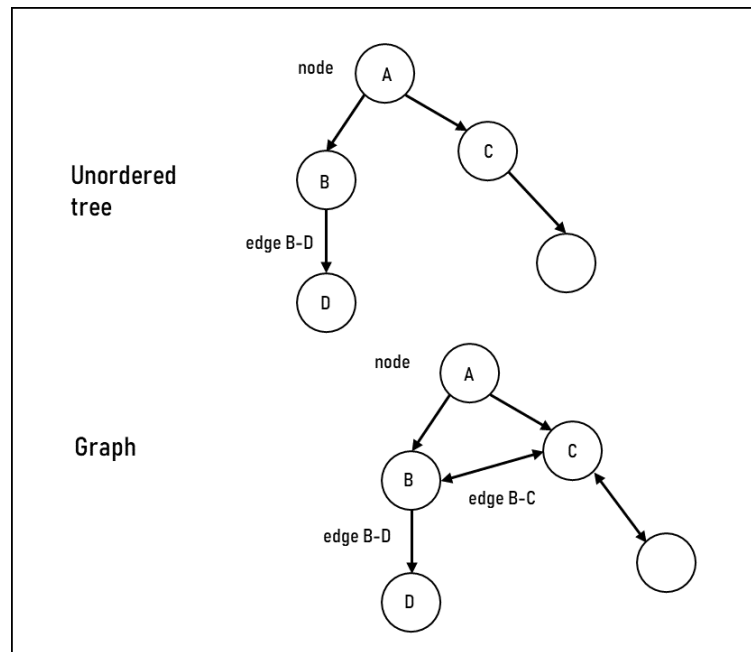 node
A
C
Unordered
tree
B
edge B-D
D
node
A
Graph
C
B
edge B-C
edge B-D
D